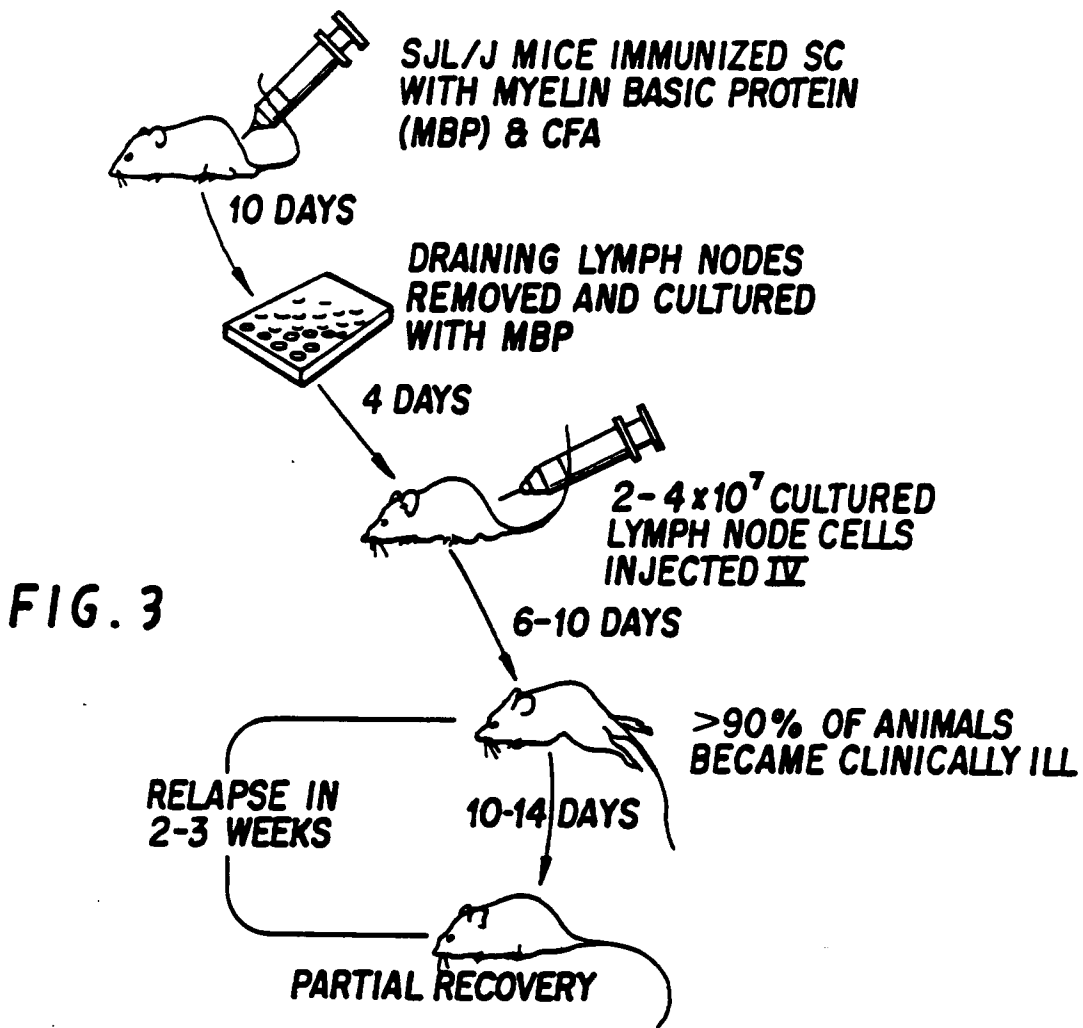 SJL/J MICE IMMUNIZED SC
WITH MYELIN BASIC PROTEIN
(MBP) & CFA
10 DAYS
DRAINING LYMPH NODES
REMOVED AND CULTURED
WITH MBP
4 DAYS
2-4x10⁷ CULTURED
LYMPH NODE CELLS
INJECTED IV
FIG. 3
6-10 DAYS
>90% OF ANIMALS
BECAME CLINICALLY ILL
RELAPSE IN
2-3 WEEKS
10-14 DAYS
PARTIAL RECOVERY